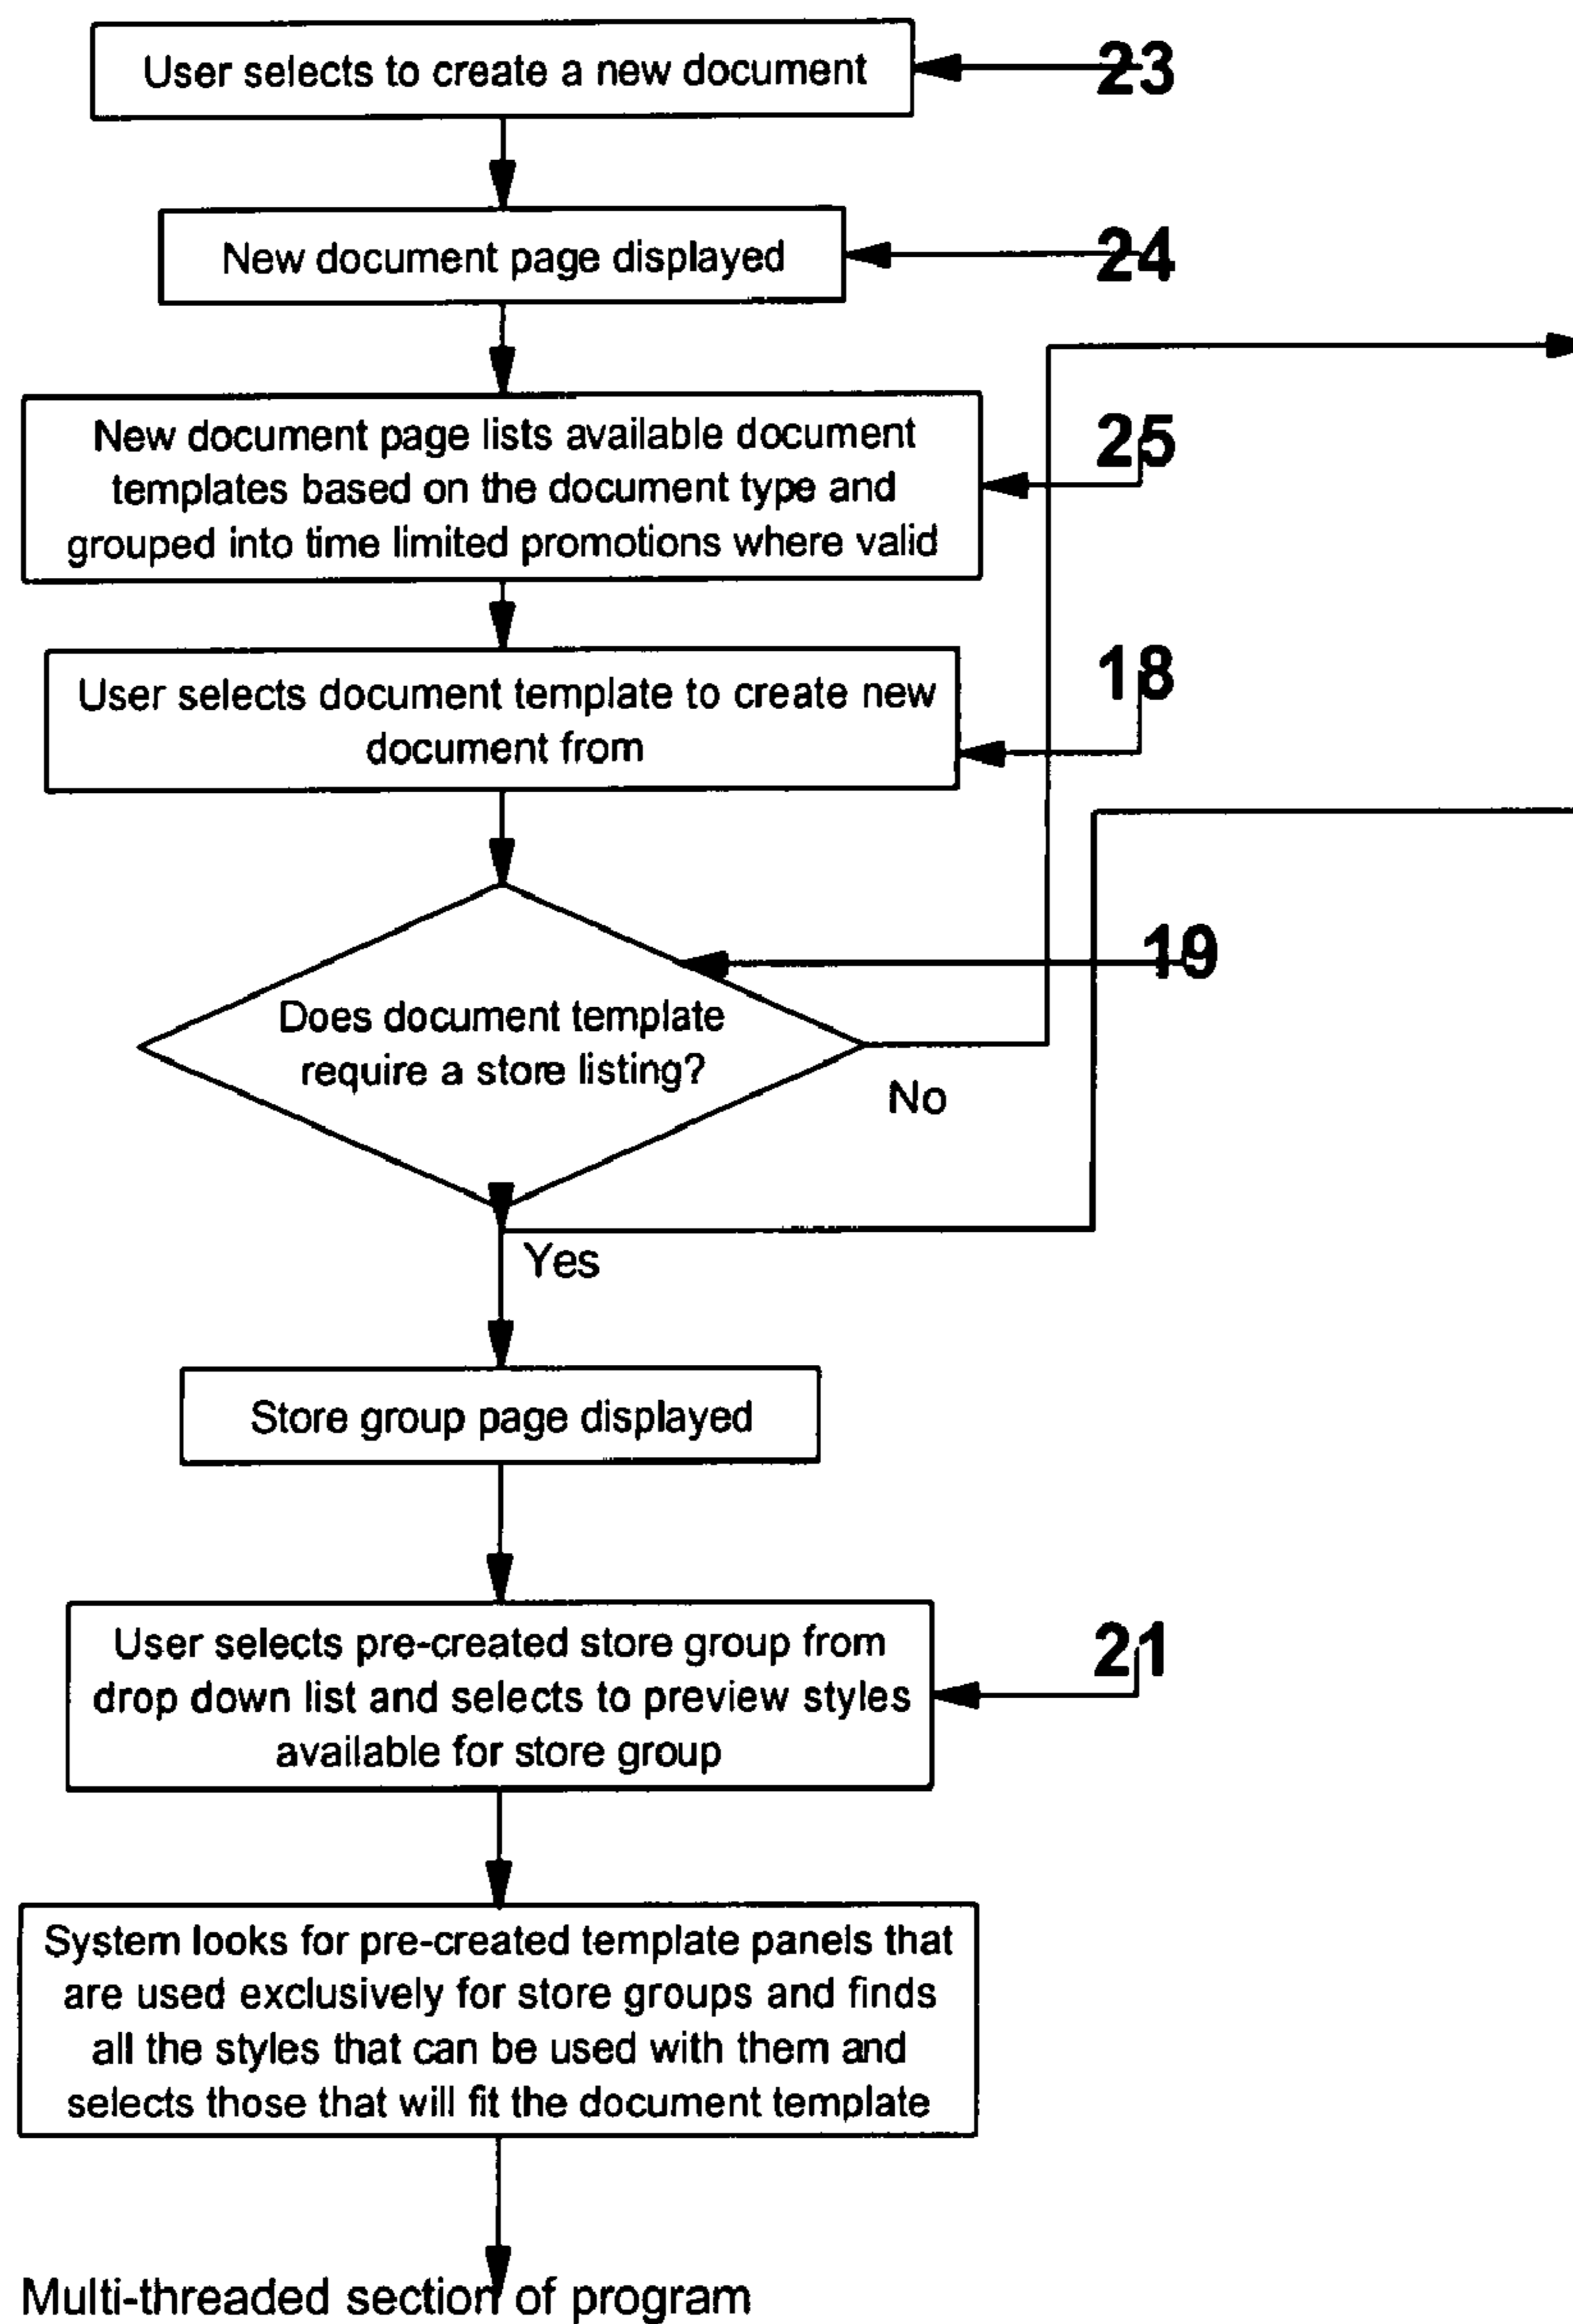 User selects to create a new document
23
New document page displayed
24
New document page lists available document
templates based on the document type and
grouped into time limited promotions where valid
25
User selects document template to create new
document from
18
19
Does document template
require a store listing?
No
Yes
Store group page displayed
User selects pre-created store group from
drop down list and selects to preview styles
available for store group
21
System looks for pre-created template panels that
are used exclusively for store groups and finds
all the styles that can be used with them and
selects those that will fit the document template
Multi-threaded section of program